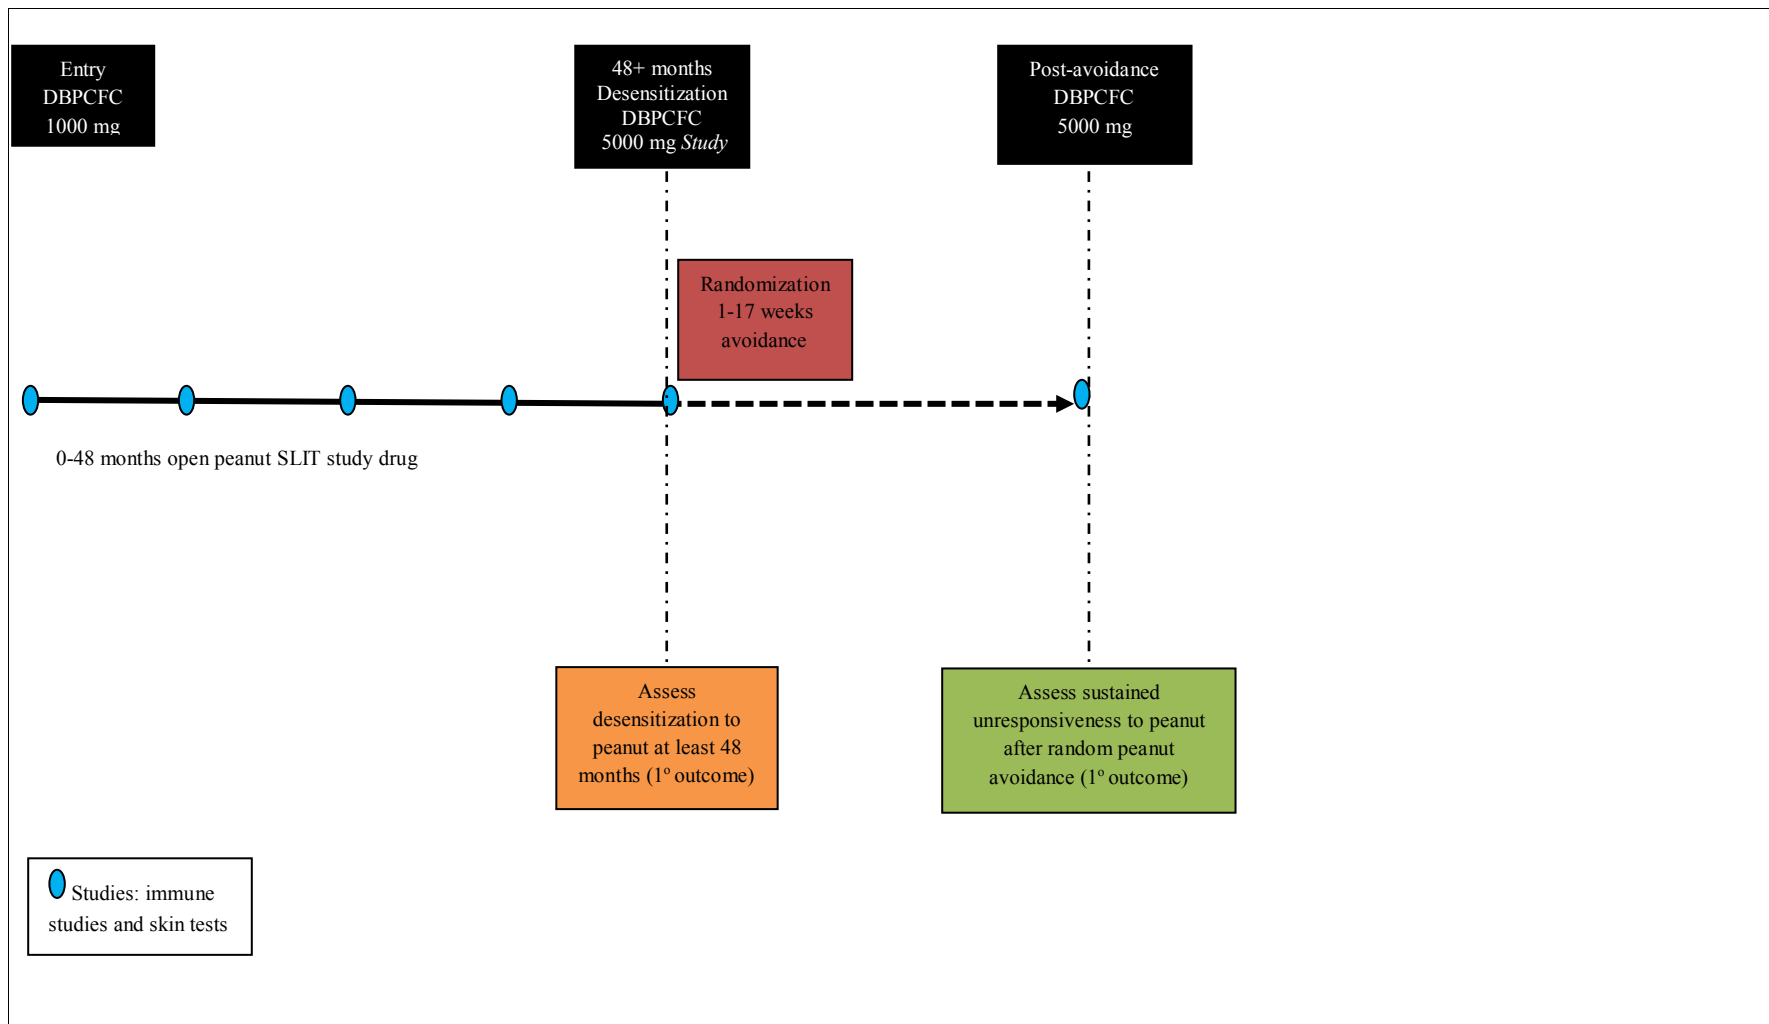 Entry
DBPCFC
1000 mg
48+ months
Desensitization
DBPCFC
5000 mg Study
Post-avoidance
DBPCFC
5000 mg
Randomization
1-17 weeks
avoidance
0-48 months open peanut SLIT study drug
Assess
desensitization to
peanut at least 48
months (1º outcome)
Assess sustained
unresponsiveness to peanut
after random peanut
avoidance (1º outcome)
Studies: immune
studies and skin tests